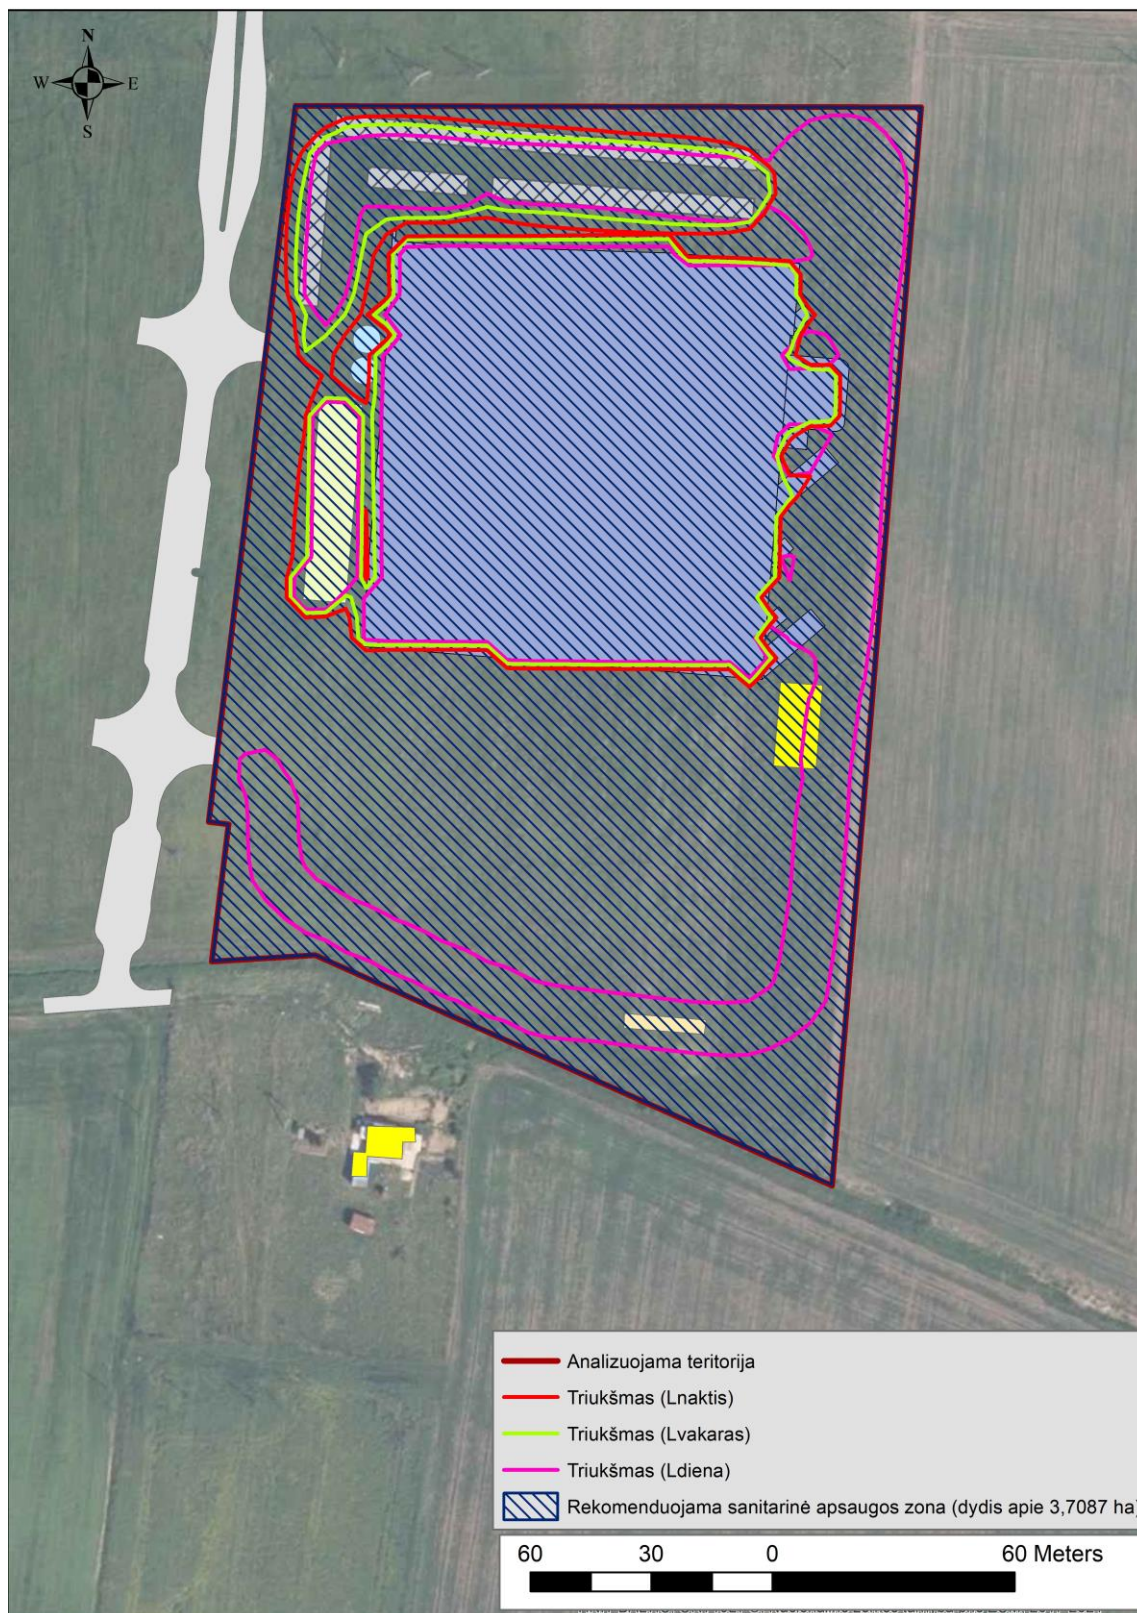 N
W E
S
Analizuojama teritorija
Triukšmas (Lnaktis)
Triukšmas (Lvakaras)
Triukšmas (Ldiena)
Rekomenduojama sanitarinė apsaugos zona (dydis apie 3,7087 ha)
60 30 0 60 Meters